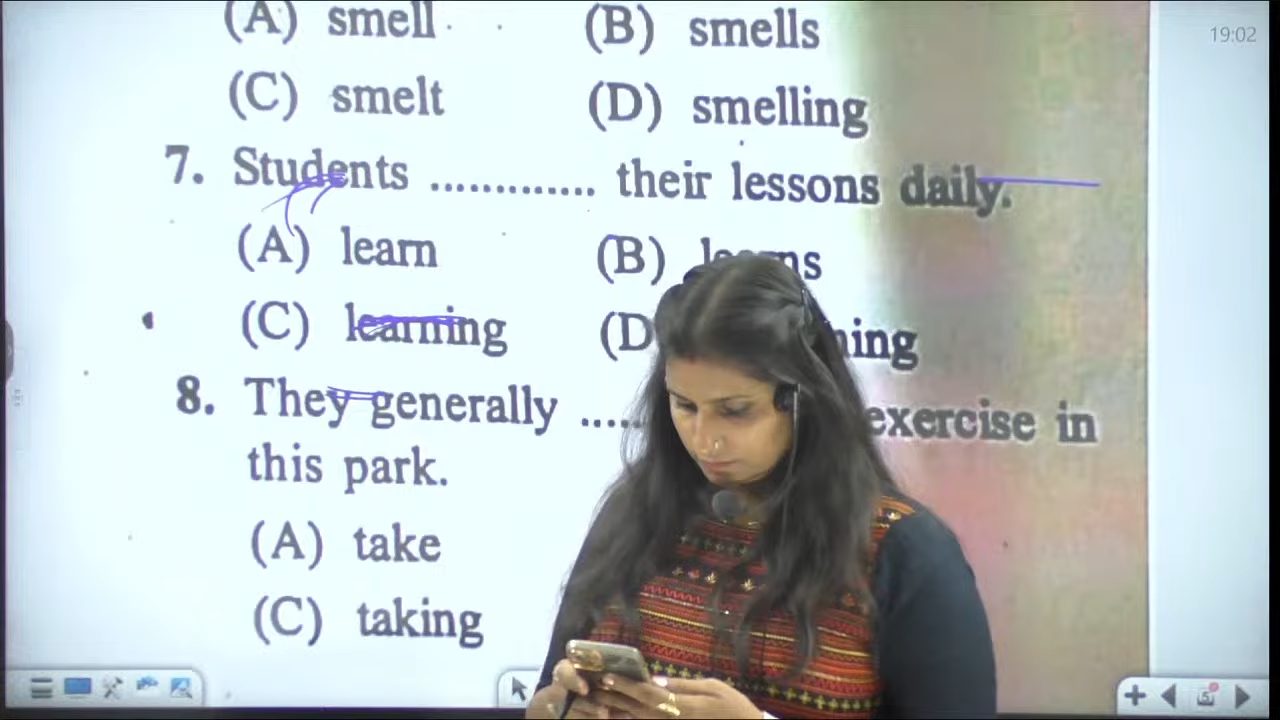 (A) smell (B) smells
19:02
(C) smelt (D) smelling
7. Students ............. their lessons daily.
(A) learn (B)
(C) learning (D
8. They generally ..... exercise in
this park.
(A) take
(C) taking